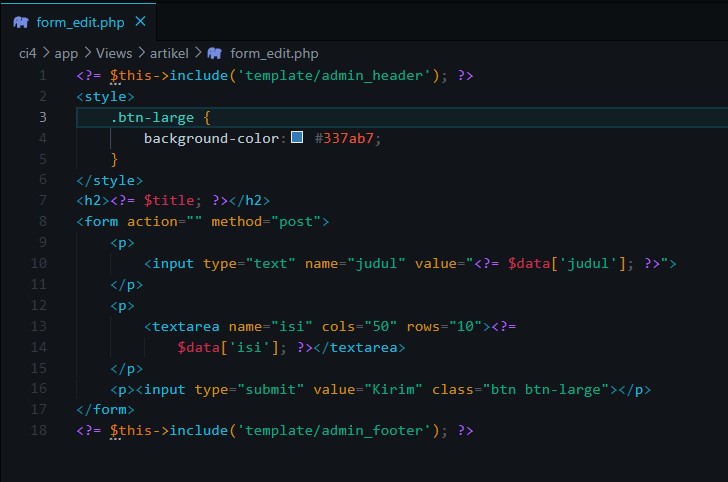 form_edit.php ×
ci4 > app > Views > artikel > form_edit.php
1 <?= $this->include('template/admin_header'); ?>
2 <style>
3     .btn-large {
4         background-color: #337ab7;
5     }
6 </style>
7 <h2><?= $title; ?></h2>
8 <form action="" method="post">
9     <p>
10         <input type="text" name="judul" value="<?= $data['judul']; ?>">
11     </p>
12     <p>
13         <textarea name="isi" cols="50" rows="10"><?=
14             $data['isi']; ?></textarea>
15     </p>
16     <p><input type="submit" value="Kirim" class="btn btn-large"></p>
17 </form>
18 <?= $this->include('template/admin_footer'); ?>